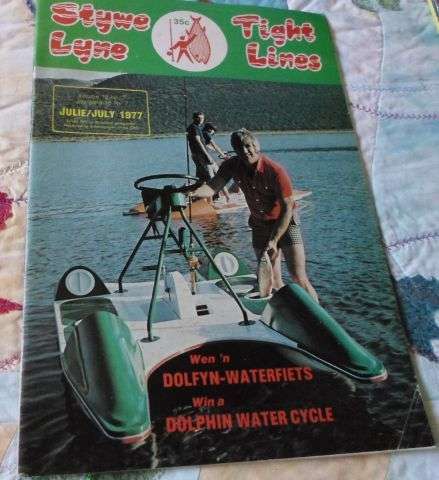 Stywe
Lyne
35c
Tight
Lines
JULIE/JULY 1977
Wen 'n
DOLFYN-WATERFIETS
Win a
DOLPHIN WATER CYCLE